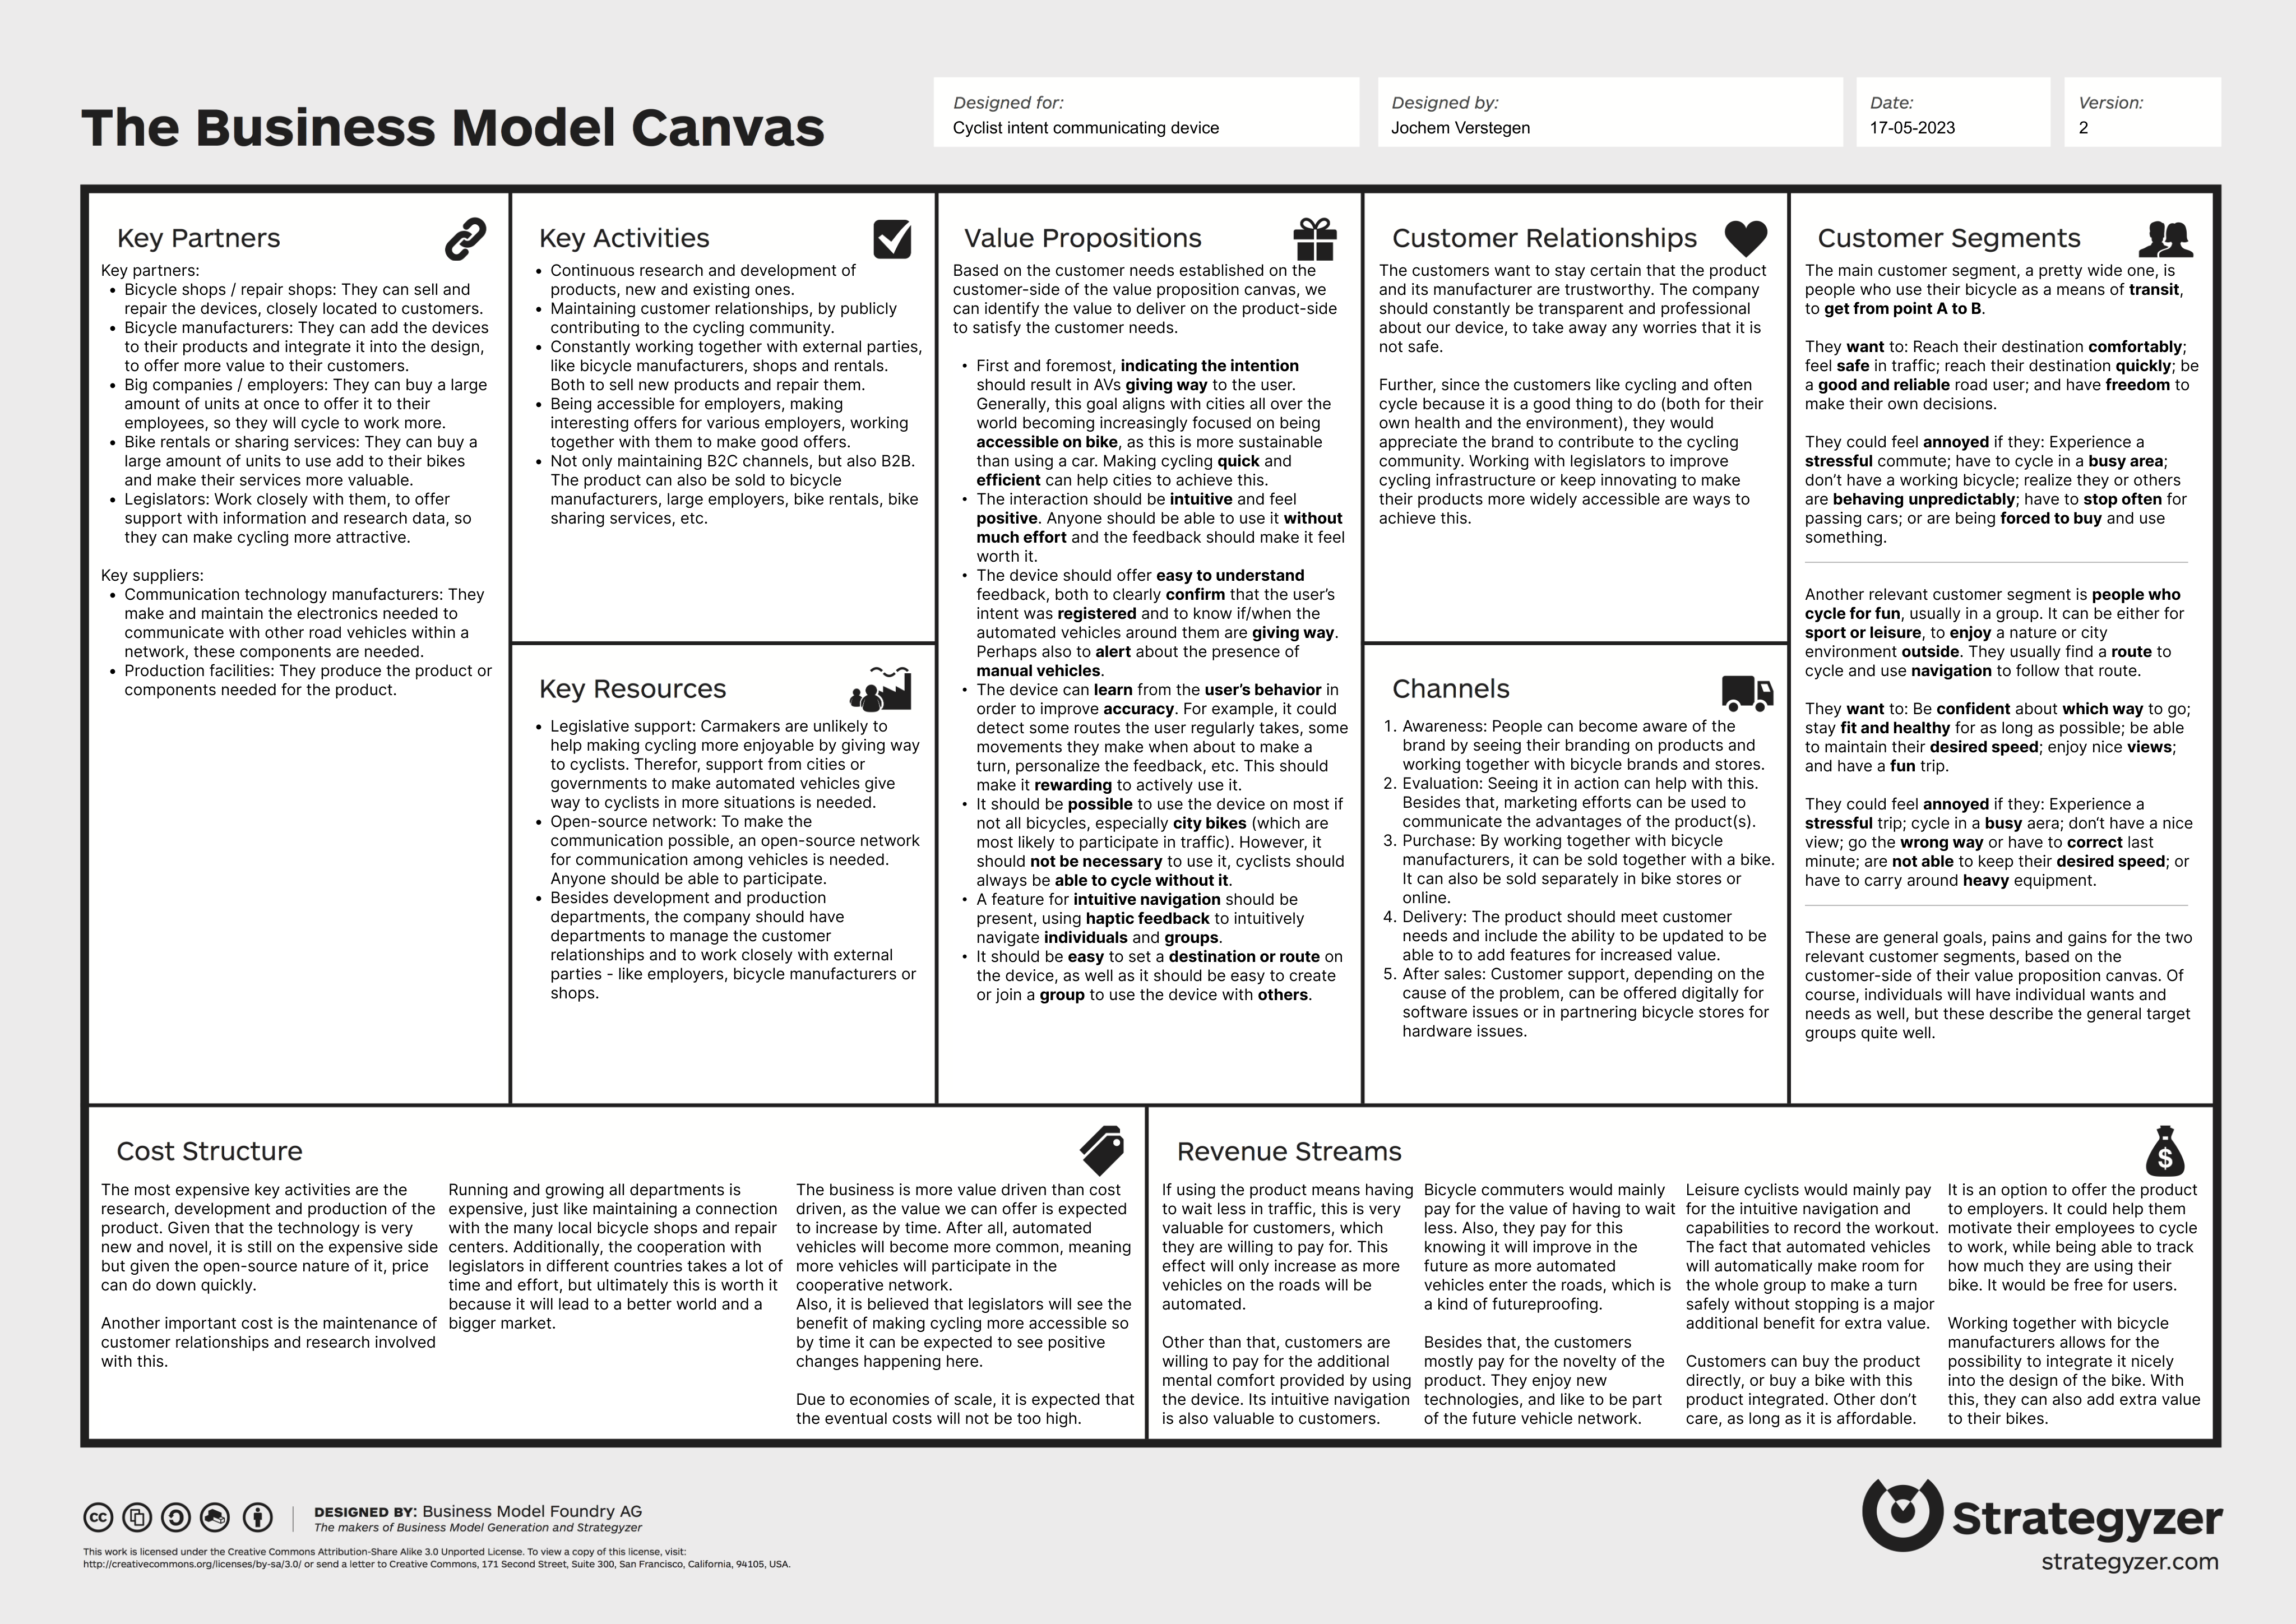 The Business Model Canvas
Designed for:
Cyclist intent communicating device
Designed by:
Jochem Verstegen
Date:
17-05-2023
Version:
2
Key Partners
Key partners:
• Bicycle shops / repair shops: They can sell and
repair the devices, closely located to customers.
• Bicycle manufacturers: They can add the devices
to their products and integrate it into the design,
to offer more value to their customers.
• Big companies / employers: They can buy a large
amount of units at once to offer it to their
employees, so they will cycle to work more.
• Bike rentals or sharing services: They can buy a
large amount of units to use add to their bikes
and make their services more valuable.
• Legislators: Work closely with them, to offer
support with information and research data, so
they can make cycling more attractive.
Key suppliers:
• Communication technology manufacturers: They
make and maintain the electronics needed to
communicate with other road vehicles within a
network, these components are needed.
• Production facilities: They produce the product or
components needed for the product.
Key Activities
• Continuous research and development of
products, new and existing ones.
• Maintaining customer relationships, by publicly
contributing to the cycling community.
• Constantly working together with external parties,
like bicycle manufacturers, shops and rentals.
Both to sell new products and repair them.
• Being accessible for employers, making
interesting offers for various employers, working
together with them to make good offers.
• Not only maintaining B2C channels, but also B2B.
The product can also be sold to bicycle
manufacturers, large employers, bike rentals, bike
sharing services, etc.
Key Resources
• Legislative support: Carmakers are unlikely to
help making cycling more enjoyable by giving way
to cyclists. Therefor, support from cities or
governments to make automated vehicles give
way to cyclists in more situations is needed.
• Open-source network: To make the
communication possible, an open-source network
for communication among vehicles is needed.
Anyone should be able to participate.
• Besides development and production
departments, the company should have
departments to manage the customer
relationships and to work closely with external
parties - like employers, bicycle manufacturers or
shops.
Value Propositions
Based on the customer needs established on the
customer-side of the value proposition canvas, we
can identify the value to deliver on the product-side
to satisfy the customer needs.
• First and foremost, indicating the intention
should result in AVs giving way to the user.
Generally, this goal aligns with cities all over the
world becoming increasingly focused on being
accessible on bike, as this is more sustainable
than using a car. Making cycling quick and
efficient can help cities to achieve this.
• The interaction should be intuitive and feel
positive. Anyone should be able to use it without
much effort and the feedback should make it feel
worth it.
• The device should offer easy to understand
feedback, both to clearly confirm that the user's
intent was registered and to know if/when the
automated vehicles around them are giving way.
Perhaps also to alert about the presence of
manual vehicles.
• The device can learn from the user's behavior in
order to improve accuracy. For example, it could
detect some routes the user regularly takes, some
movements they make when about to make a
turn, personalize the feedback, etc. This should
make it rewarding to actively use it.
• It should be possible to use the device on most if
not all bicycles, especially city bikes (which are
most likely to participate in traffic). However, it
should not be necessary to use it, cyclists should
always be able to cycle without it.
• A feature for intuitive navigation should be
present, using haptic feedback to intuitively
navigate individuals and groups.
• It should be easy to set a destination or route on
the device, as well as it should be easy to create
or join a group to use the device with others.
Customer Relationships
The customers want to stay certain that the product
and its manufacturer are trustworthy. The company
should constantly be transparent and professional
about our device, to take away any worries that it is
not safe.
Further, since the customers like cycling and often
cycle because it is a good thing to do (both for their
own health and the environment), they would
appreciate the brand to contribute to the cycling
community. Working with legislators to improve
cycling infrastructure or keep innovating to make
their products more widely accessible are ways to
achieve this.
Channels
1. Awareness: People can become aware of the
brand by seeing their branding on products and
working together with bicycle brands and stores.
2. Evaluation: Seeing it in action can help with this.
Besides that, marketing efforts can be used to
communicate the advantages of the product(s).
3. Purchase: By working together with bicycle
manufacturers, it can be sold together with a bike.
It can also be sold separately in bike stores or
online.
4. Delivery: The product should meet customer
needs and include the ability to be updated to be
able to to add features for increased value.
5. After sales: Customer support, depending on the
cause of the problem, can be offered digitally for
software issues or in partnering bicycle stores for
hardware issues.
Customer Segments
The main customer segment, a pretty wide one, is
people who use their bicycle as a means of transit,
to get from point A to B.
They want to: Reach their destination comfortably;
feel safe in traffic; reach their destination quickly; be
a good and reliable road user; and have freedom to
make their own decisions.
They could feel annoyed if they: Experience a
stressful commute; have to cycle in a busy area;
don't have a working bicycle; realize they or others
are behaving unpredictably; have to stop often for
passing cars; or are being forced to buy and use
something.
Another relevant customer segment is people who
cycle for fun, usually in a group. It can be either for
sport or leisure, to enjoy a nature or city
environment outside. They usually find a route to
cycle and use navigation to follow that route.
They want to: Be confident about which way to go;
stay fit and healthy for as long as possible; be able
to maintain their desired speed; enjoy nice views;
and have a fun trip.
They could feel annoyed if they: Experience a
stressful trip; cycle in a busy aera; don't have a nice
view; go the wrong way or have to correct last
minute; are not able to keep their desired speed; or
have to carry around heavy equipment.
These are general goals, pains and gains for the two
relevant customer segments, based on the
customer-side of their value proposition canvas. Of
course, individuals will have individual wants and
needs as well, but these describe the general target
groups quite well.
Cost Structure
The most expensive key activities are the
research, development and production of the
product. Given that the technology is very
new and novel, it is still on the expensive side
but given the open-source nature of it, price
can do down quickly.
Another important cost is the maintenance of
customer relationships and research involved
with this.
Running and growing all departments is
expensive, just like maintaining a connection
with the many local bicycle shops and repair
centers. Additionally, the cooperation with
legislators in different countries takes a lot of
time and effort, but ultimately this is worth it
because it will lead to a better world and a
bigger market.
The business is more value driven than cost
driven, as the value we can offer is expected
to increase by time. After all, automated
vehicles will become more common, meaning
more vehicles will participate in the
cooperative network.
Also, it is believed that legislators will see the
benefit of making cycling more accessible so
by time it can be expected to see positive
changes happening here.
Due to economies of scale, it is expected that
the eventual costs will not be too high.
Revenue Streams
If using the product means having
to wait less in traffic, this is very
valuable for customers, which
they are willing to pay for. This
effect will only increase as more
vehicles on the roads will be
automated.
Other than that, customers are
willing to pay for the additional
mental comfort provided by using
the device. Its intuitive navigation
is also valuable to customers.
Bicycle commuters would mainly
pay for the value of having to wait
less. Also, they pay for this
knowing it will improve in the
future as more automated
vehicles enter the roads, which is
a kind of futureproofing.
Besides that, the customers
mostly pay for the novelty of the
product. They enjoy new
technologies, and like to be part
of the future vehicle network.
Leisure cyclists would mainly pay
for the intuitive navigation and
capabilities to record the workout.
The fact that automated vehicles
will automatically make room for
the whole group to make a turn
safely without stopping is a major
additional benefit for extra value.
Customers can buy the product
directly, or buy a bike with this
product integrated. Other don't
care, as long as it is affordable.
It is an option to offer the product
to employers. It could help them
motivate their employees to cycle
to work, while being able to track
how much they are using their
bike. It would be free for users.
Working together with bicycle
manufacturers allows for the
possibility to integrate it nicely
into the design of the bike. With
this, they can also add extra value
to their bikes.
cc
DESIGNED BY: Business Model Foundry AG
The makers of Business Model Generation and Strategyzer
This work is licensed under the Creative Commons Attribution-Share Alike 3.0 Unported License. To view a copy of this license, visit:
http://creativecommons.org/licenses/by-sa/3.0/ or send a letter to Creative Commons, 171 Second Street, Suite 300, San Francisco, California, 94105, USA.
Strategyzer
strategyzer.com